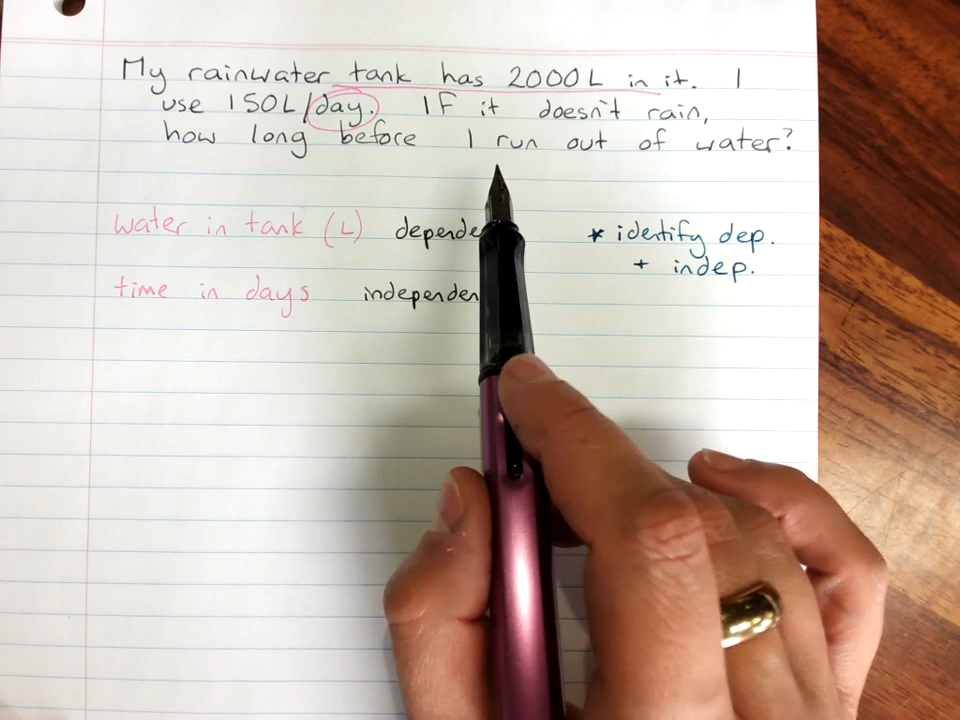 My rainwater tank has 2000L in it. I
use 150L/day. IF it doesn't rain,
how long before I run out of water?
water in tank (L) depende
* identify dep.
+ indep.
time in days independen